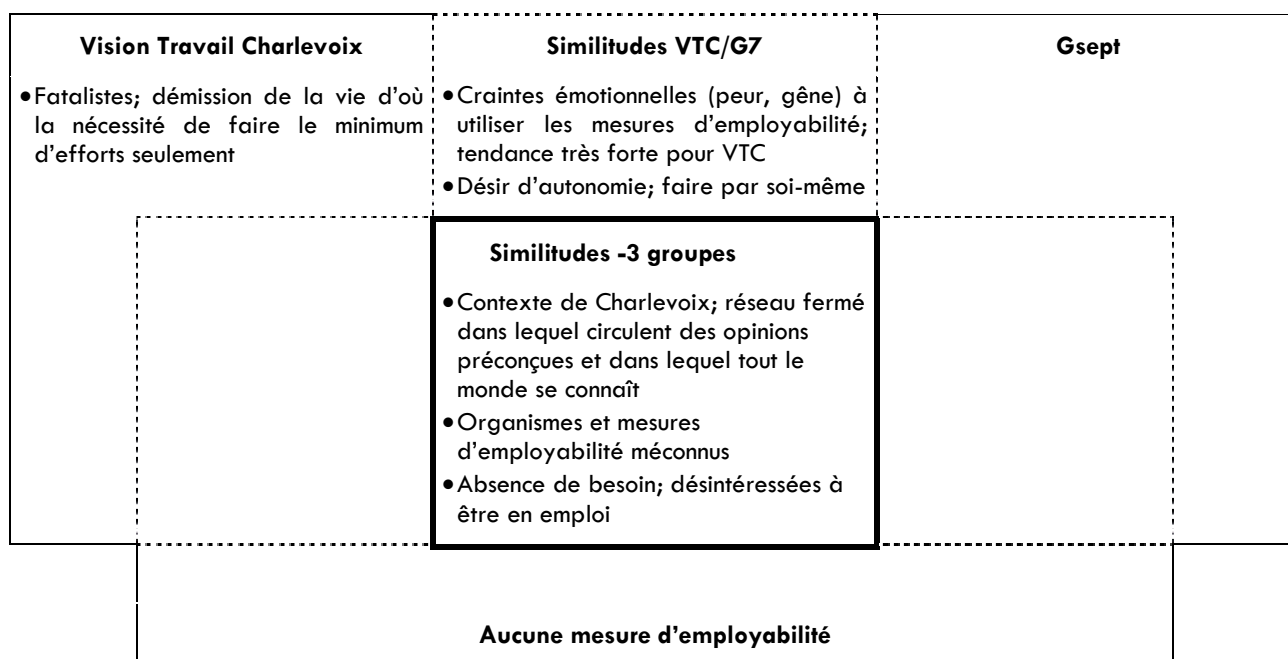 Vision Travail Charlevoix
•Fatalistes; démission de la vie d'où
la nécessité de faire le minimum
d'efforts seulement
Similitudes VTC/G7
•Craintes émotionnelles (peur, gêne) à
utiliser les mesures d'employabilité;
tendance très forte pour VTC
•Désir d'autonomie; faire par soi-même
Gsept
Similitudes -3 groupes
•Contexte de Charlevoix; réseau fermé
dans lequel circulent des opinions
préconçues et dans lequel tout le
monde se connaît
•Organismes et mesures
d'employabilité méconnus
•Absence de besoin; désintéressées à
être en emploi
Aucune mesure d'employabilité